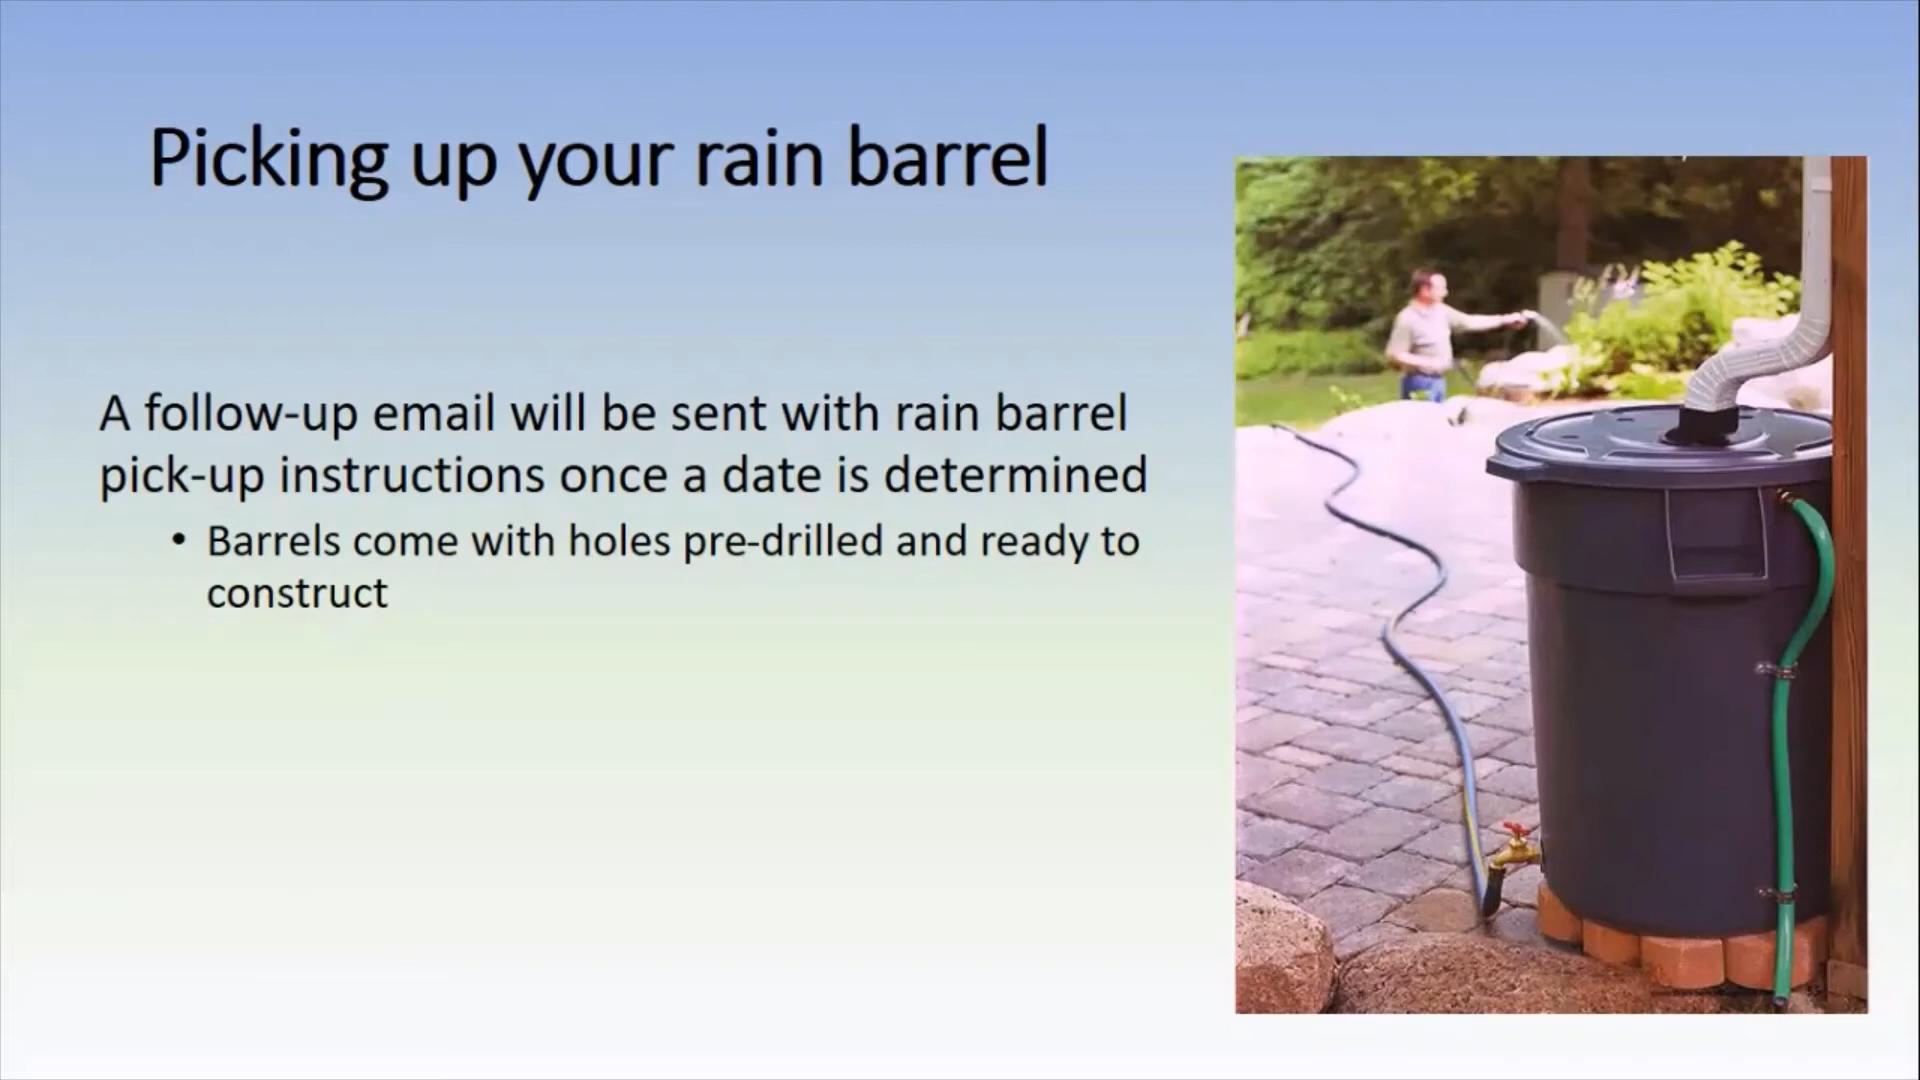 Picking up your rain barrel
A follow-up email will be sent with rain barrel
pick-up instructions once a date is determined
• Barrels come with holes pre-drilled and ready to
construct